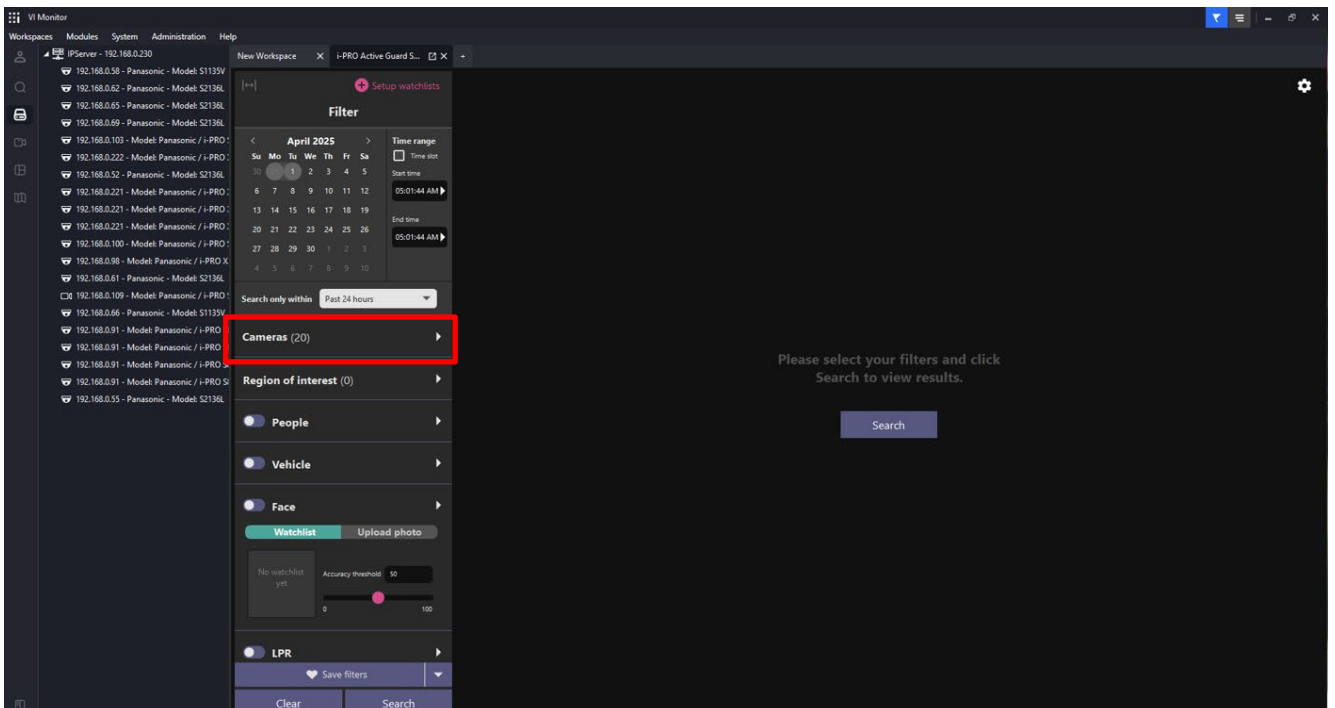 VI Monitor
Workspaces Modules System Administration Help
IPServer - 192.168.0.230
192.168.0.58 - Panasonic - Model: S1135V
192.168.0.62 - Panasonic - Model: S2136L
192.168.0.65 - Panasonic - Model: S2136L
192.168.0.69 - Panasonic - Model: S2136L
192.168.0.103 - Model: Panasonic / i-PRO
192.168.0.222 - Model: Panasonic / i-PRO
192.168.0.52 - Panasonic - Model: S2136L
192.168.0.221 - Model: Panasonic / i-PRO
192.168.0.221 - Model: Panasonic / i-PRO
192.168.0.221 - Model: Panasonic / i-PRO
192.168.0.100 - Model: Panasonic / i-PRO
192.168.0.98 - Model: Panasonic / i-PRO X
192.168.0.61 - Panasonic - Model: S2136L
192.168.0.109 - Model: Panasonic / i-PRO
192.168.0.66 - Panasonic - Model: S1135V
192.168.0.91 - Model: Panasonic / i-PRO
192.168.0.91 - Model: Panasonic / i-PRO
192.168.0.91 - Model: Panasonic / i-PRO
192.168.0.91 - Model: Panasonic / i-PRO
192.168.0.55 - Panasonic - Model: S2136L
New Workspace X i-PRO Active Guard S... X +
Setup watchlists
Filter
< April 2025 >
Su Mo Tu We Th Fr Sa
30 1 2 3 4 5
6 7 8 9 10 11 12
13 14 15 16 17 18 19
20 21 22 23 24 25 26
27 28 29 30 1 2 3
4 5 6 7 8 9 10
Time range
Time slot
Start time
05:01:44 AM
End time
05:01:44 AM
Search only within Past 24 hours
Cameras (20)
Region of interest (0)
People
Vehicle
Face
Watchlist Upload photo
No watchlist
yet
Accuracy threshold 50
0 100
LPR
Save filters
Clear Search
Please select your filters and click
Search to view results.
Search